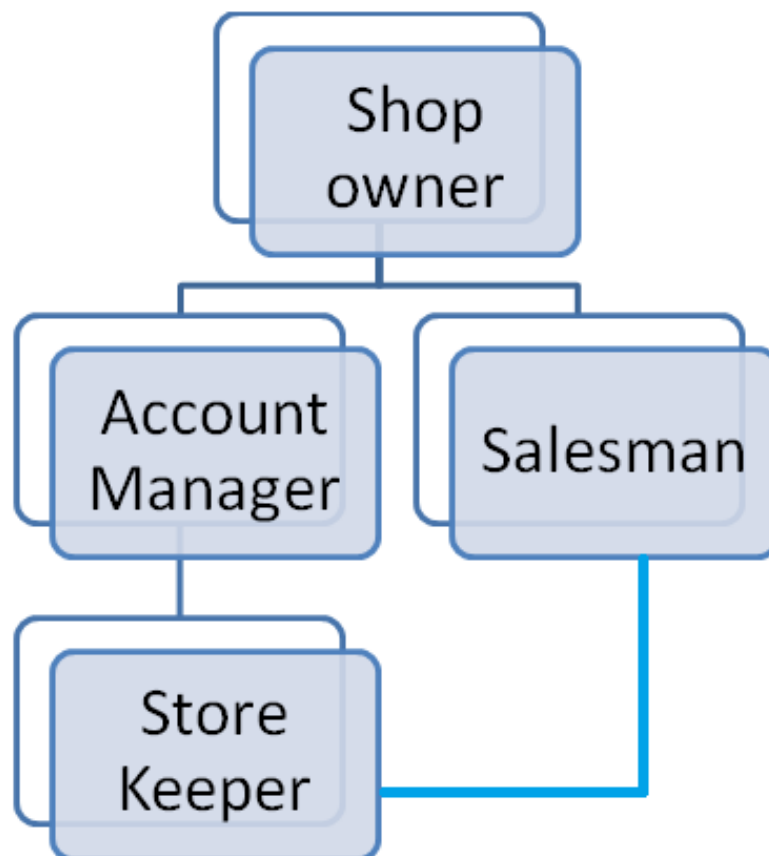 Shop
owner
Account
Manager
Salesman
Store
Keeper